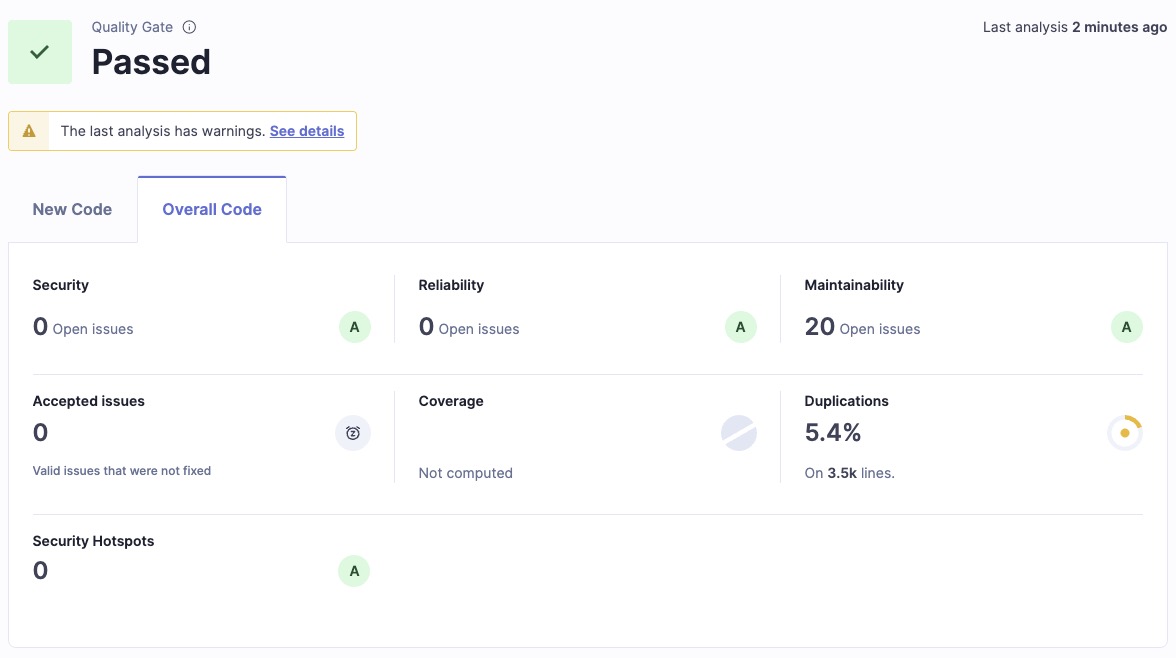 Quality Gate
Passed
Last analysis 2 minutes ago
The last analysis has warnings. See details
New Code
Overall Code
Security
0 Open issues
A
Reliability
0 Open issues
A
Maintainability
20 Open issues
A
Accepted issues
0
Valid issues that were not fixed
Coverage
Not computed
Duplications
5.4%
On 3.5k lines.
Security Hotspots
0
A